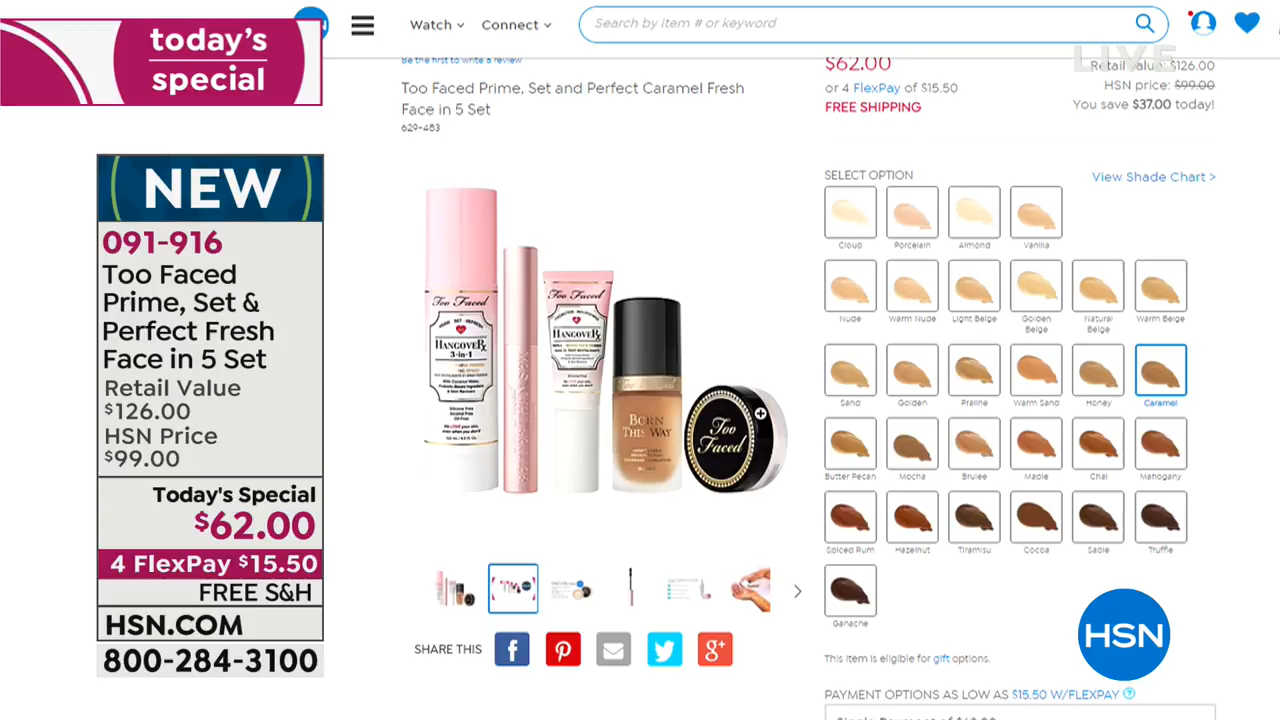 today's
special
Watch
Connect
Search by item # or keyword
LIVE
NEW
091-916
Too Faced
Prime, Set &
Perfect Fresh
Face in 5 Set
Retail Value
$126.00
HSN Price
$99.00
Today's Special
$62.00
4 FlexPay $15.50
FREE S&H
HSN.COM
800-284-3100
Be the first to write a review
Too Faced Prime, Set and Perfect Caramel Fresh
Face in 5 Set
629-483
Too Faced
HANGOVERx
3-in-1
Too Faced
HANGOVERx
BORN
THIS WAY
Too
Faced
SHARE THIS
f
g+
$62.00
or 4 FlexPay of $15.50
FREE SHIPPING
Retail Value: $126.00
HSN price: $99.00
You save $37.00 today!
SELECT OPTION
View Shade Chart >
Cloud Porcelain Almond Vanilla
Nude Warm Nude Light Beige Golden Beige Natural Beige Warm Beige
Sand Golden Praline Warm Sand Honey Caramel
Butter Pecan Mocha Brulee Maple Chai Mahogany
Spiced Rum Hazelnut Tiramisu Cocoa Sable Truffle
Ganache
HSN
This item is eligible for gift options.
PAYMENT OPTIONS AS LOW AS $15.50 W/FLEXPAY ?